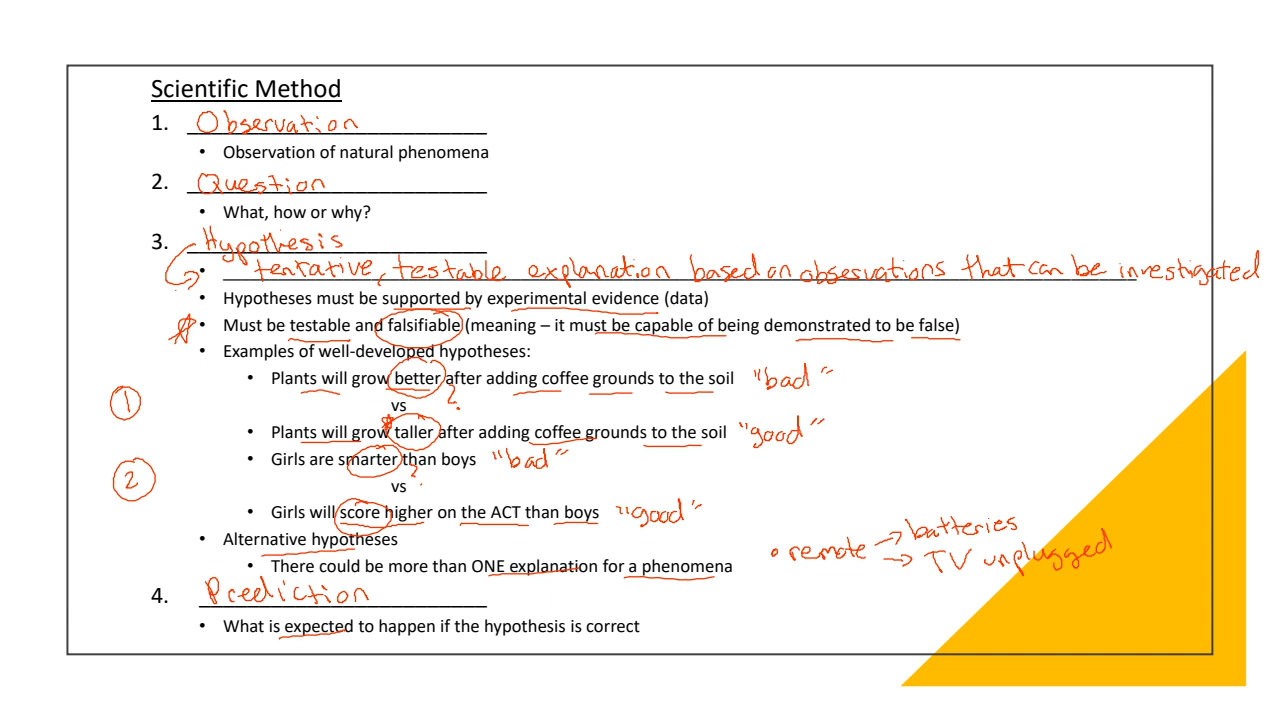 Scientific Method
1. Observation
• Observation of natural phenomena
2. Question
• What, how or why?
3. Hypothesis
• tentative, testable explanation based on observations that can be investigated
• Hypotheses must be supported by experimental evidence (data)
• Must be testable and falsifiable (meaning – it must be capable of being demonstrated to be false)
• Examples of well-developed hypotheses:
• Plants will grow better after adding coffee grounds to the soil "bad"
1 vs ?
• Plants will grow taller after adding coffee grounds to the soil "good"
• Girls are smarter than boys "bad"
2 vs ?
• Girls will score higher on the ACT than boys "good"
• Alternative hypotheses
• There could be more than ONE explanation for a phenomena
• remote → batteries
→ TV unplugged
4. Prediction
• What is expected to happen if the hypothesis is correct